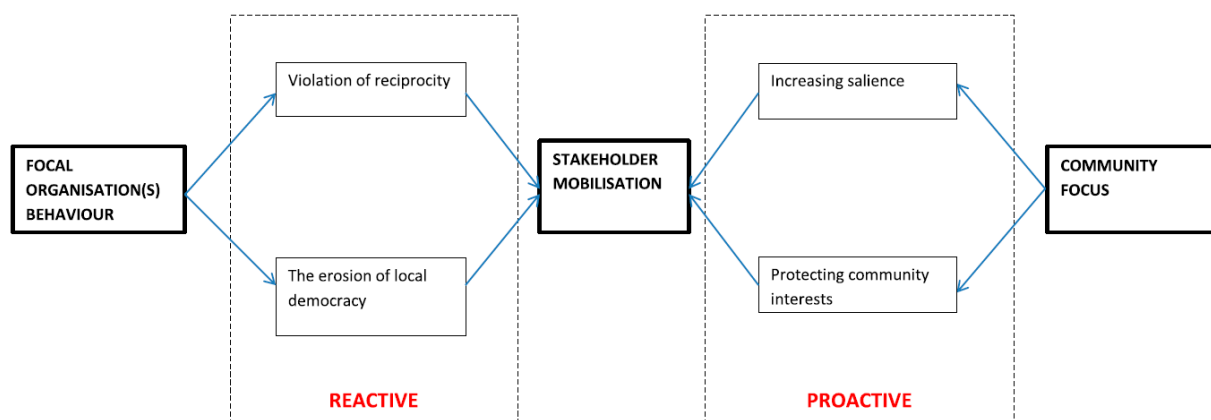 FOCAL
ORGANISATION(S)
BEHAVIOUR
Violation of reciprocity
The erosion of local
democracy
REACTIVE
STAKEHOLDER
MOBILISATION
Increasing salience
Protecting community
interests
PROACTIVE
COMMUNITY
FOCUS